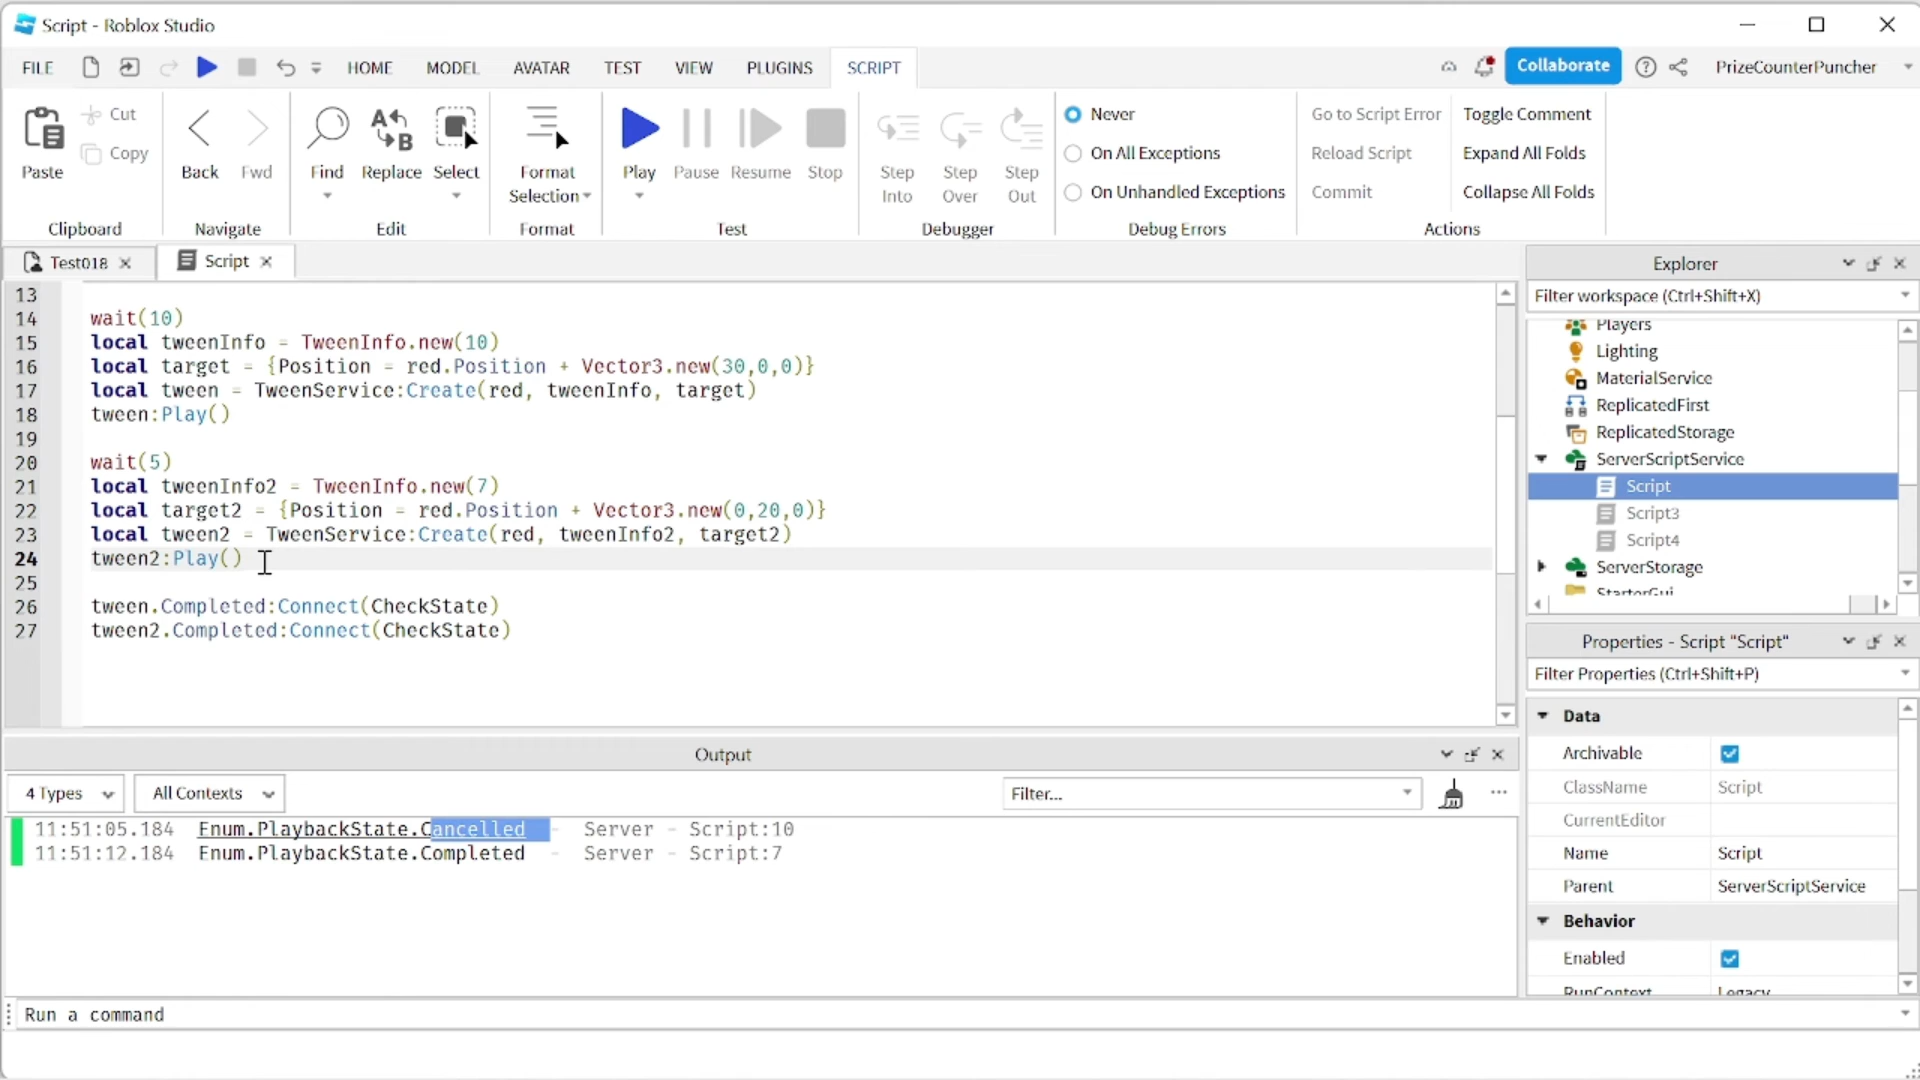 Script - Roblox Studio
FILE HOME MODEL AVATAR TEST VIEW PLUGINS SCRIPT Collaborate PrizeCounterPuncher
Paste Cut Copy Back Fwd Find Replace Select Format Selection Play Pause Resume Stop Step Into Step Over Step Out
Never
On All Exceptions
On Unhandled Exceptions
Go to Script Error
Reload Script
Commit
Toggle Comment
Expand All Folds
Collapse All Folds
Clipboard Navigate Edit Format Test Debugger Debug Errors Actions
Test018 Script
13
14 wait(10)
15 local tweenInfo = TweenInfo.new(10)
16 local target = {Position = red.Position + Vector3.new(30,0,0)}
17 local tween = TweenService:Create(red, tweenInfo, target)
18 tween:Play()
19
20 wait(5)
21 local tweenInfo2 = TweenInfo.new(7)
22 local target2 = {Position = red.Position + Vector3.new(0,20,0)}
23 local tween2 = TweenService:Create(red, tweenInfo2, target2)
24 tween2:Play()
25
26 tween.Completed:Connect(CheckState)
27 tween2.Completed:Connect(CheckState)
Output
4 Types All Contexts Filter...
11:51:05.184 Enum.PlaybackState.Cancelled - Server - Script:10
11:51:12.184 Enum.PlaybackState.Completed - Server - Script:7
Run a command
Explorer
Filter workspace (Ctrl+Shift+X)
Players
Lighting
MaterialService
ReplicatedFirst
ReplicatedStorage
ServerScriptService
Script
Script3
Script4
ServerStorage
StarterGui
Properties - Script "Script"
Filter Properties (Ctrl+Shift+P)
Data
Archivable
ClassName Script
CurrentEditor
Name Script
Parent ServerScriptService
Behavior
Enabled
RunContext Legacy